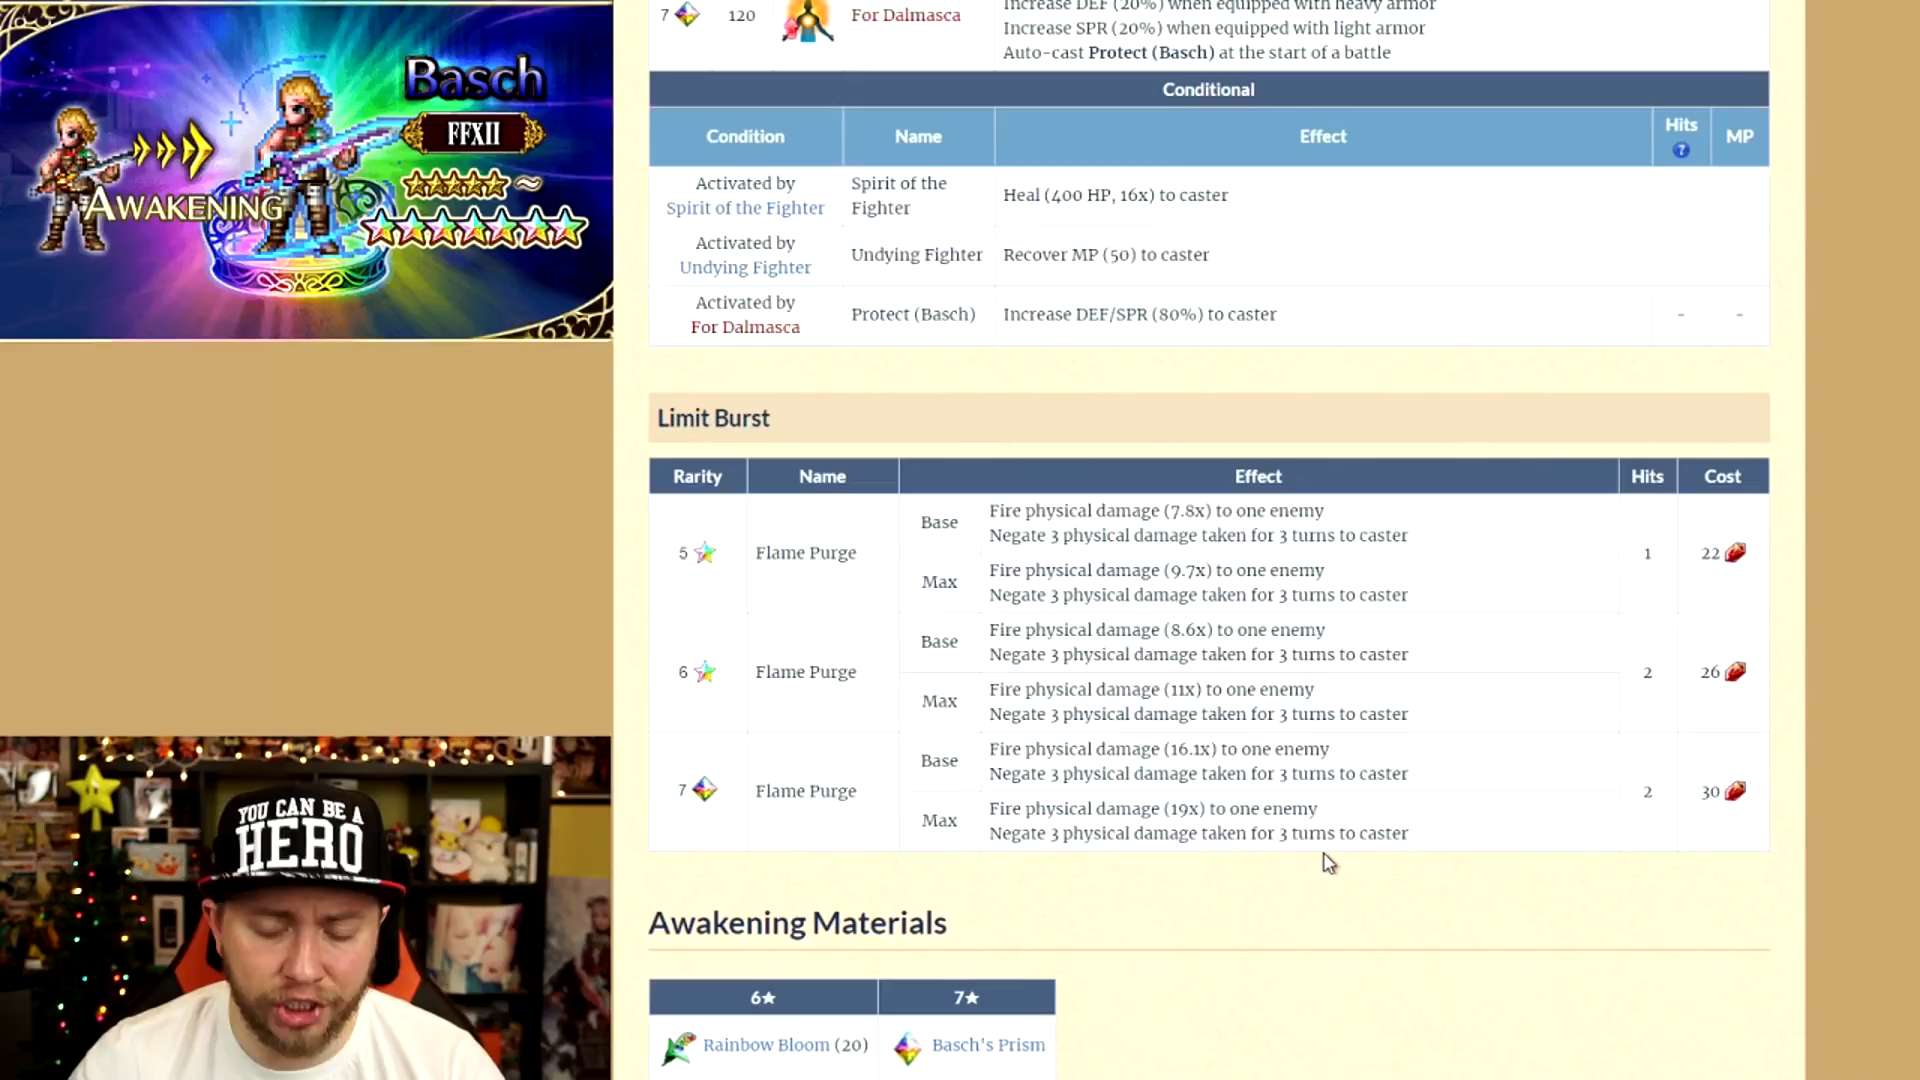 Basch
FFXII
AWAKENING
YOU CAN BE A
HERO
7 120 For Dalmasca
Increase DEF (20%) when equipped with heavy armor
Increase SPR (20%) when equipped with light armor
Auto-cast Protect (Basch) at the start of a battle
Conditional
Condition Name Effect Hits MP
?
Activated by
Spirit of the Fighter
Spirit of the
Fighter
Heal (400 HP, 16x) to caster
Activated by
Undying Fighter
Undying Fighter
Recover MP (50) to caster
Activated by
For Dalmasca
Protect (Basch)
Increase DEF/SPR (80%) to caster
- -
Limit Burst
Rarity Name Effect Hits Cost
5 Flame Purge
Base
Fire physical damage (7.8x) to one enemy
Negate 3 physical damage taken for 3 turns to caster
Max
Fire physical damage (9.7x) to one enemy
Negate 3 physical damage taken for 3 turns to caster
1 22
6 Flame Purge
Base
Fire physical damage (8.6x) to one enemy
Negate 3 physical damage taken for 3 turns to caster
Max
Fire physical damage (11x) to one enemy
Negate 3 physical damage taken for 3 turns to caster
2 26
7 Flame Purge
Base
Fire physical damage (16.1x) to one enemy
Negate 3 physical damage taken for 3 turns to caster
Max
Fire physical damage (19x) to one enemy
Negate 3 physical damage taken for 3 turns to caster
2 30
Awakening Materials
6★ 7★
Rainbow Bloom (20) Basch's Prism